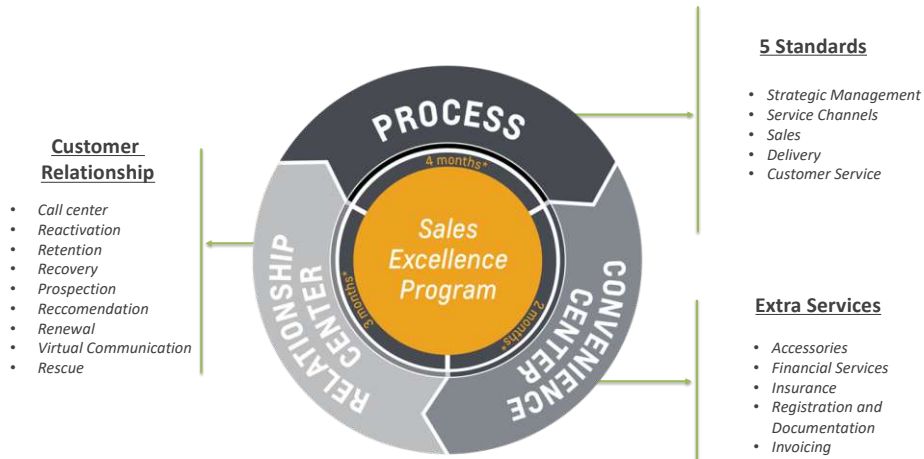 5 Standards
• Strategic Management
• Service Channels
• Sales
• Delivery
• Customer Service
Customer
Relationship
• Call center
• Reactivation
• Retention
• Recovery
• Prospection
• Reccomendation
• Renewal
• Virtual Communication
• Rescue
PROCESS
4 months*
Sales
Excellence
Program
RELATIONSHIP
CENTER
3 months*
2 months*
CONVENIENCE
CENTER
Extra Services
• Accessories
• Financial Services
• Insurance
• Registration and
Documentation
• Invoicing